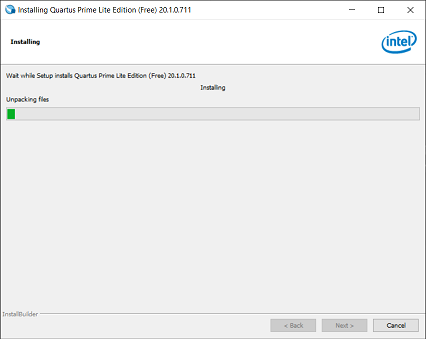 Installing Quartus Prime Lite Edition (Free) 20.1.0.711
Installing
intel
Wait while Setup installs Quartus Prime Lite Edition (Free) 20.1.0.711
Installing
Unpacking files
InstallBuilder
< Back
Next >
Cancel